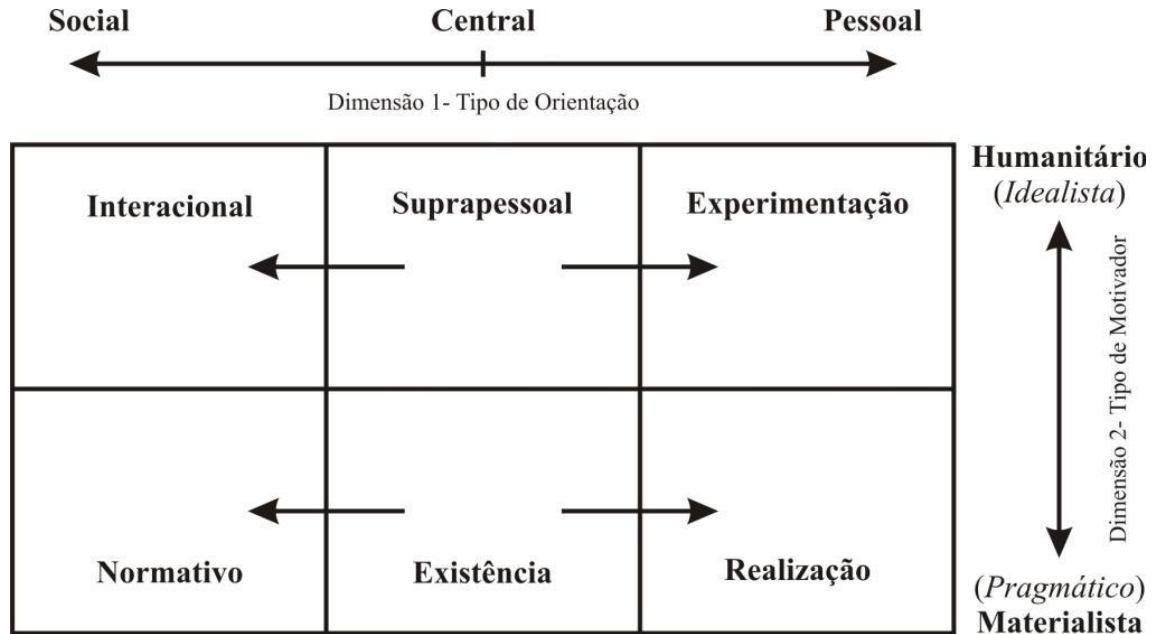 Social Central Pessoal
Dimensão 1- Tipo de Orientação
Interacional Suprapessoal Experimentação
Humanitário
(Idealista)
Dimensão 2- Tipo de Motivador
Normativo Existência Realização
(Pragmático)
Materialista